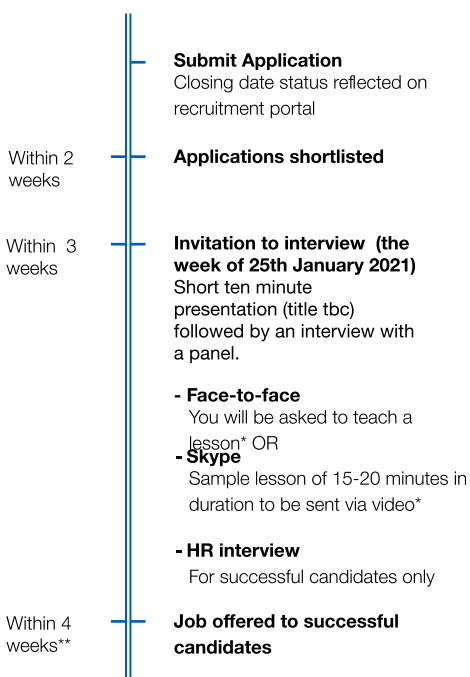 Submit Application
Closing date status reflected on
recruitment portal
Within 2
weeks
Applications shortlisted
Within 3
weeks
Invitation to interview (the
week of 25th January 2021)
Short ten minute
presentation (title tbc)
followed by an interview with
a panel.
- Face-to-face
You will be asked to teach a
lesson* OR
- Skype
Sample lesson of 15-20 minutes in
duration to be sent via video*
- HR interview
For successful candidates only
Within 4
weeks**
Job offered to successful
candidates